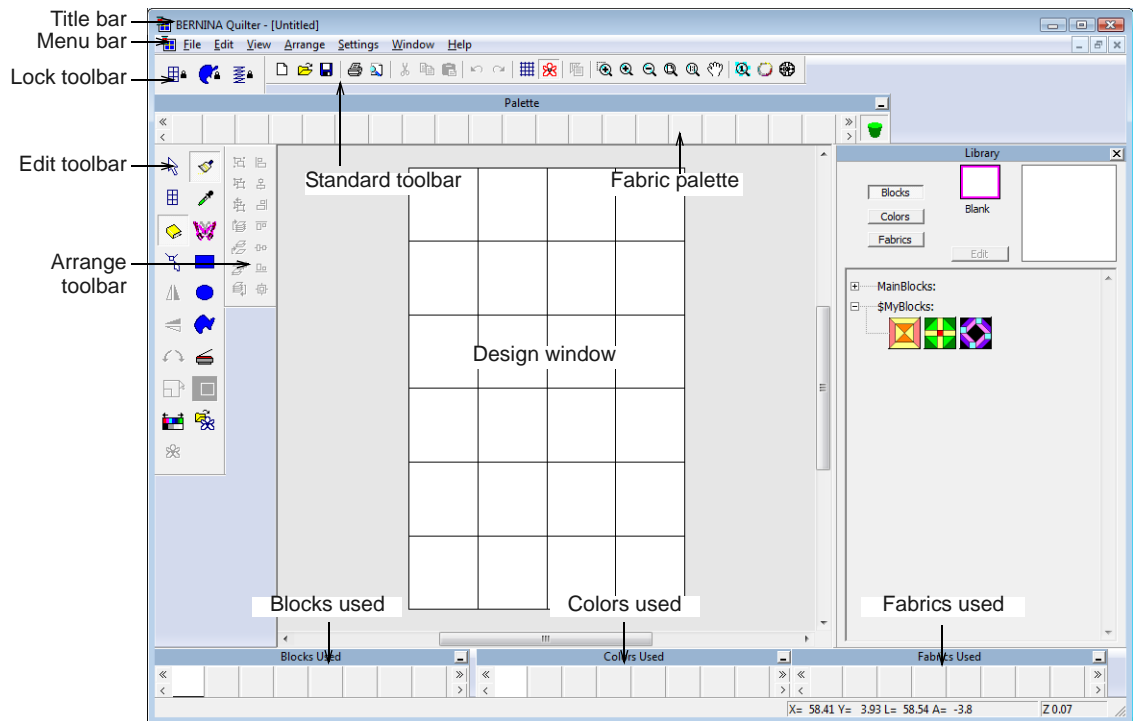 Title bar
BERNINA Quilter - [Untitled]
Menu bar
File Edit View Arrange Settings Window Help
Lock toolbar
Palette
Edit toolbar
Standard toolbar
Fabric palette
Library
Blocks
Colors
Fabrics
Blank
Edit
Arrange
toolbar
MainBlocks:
$MyBlocks:
Design window
Blocks used
Colors used
Fabrics used
Blocks Used
Colors Used
Fabrics Used
X= 58.41 Y= 3.93 L= 58.54 A= -3.8
Z 0.07